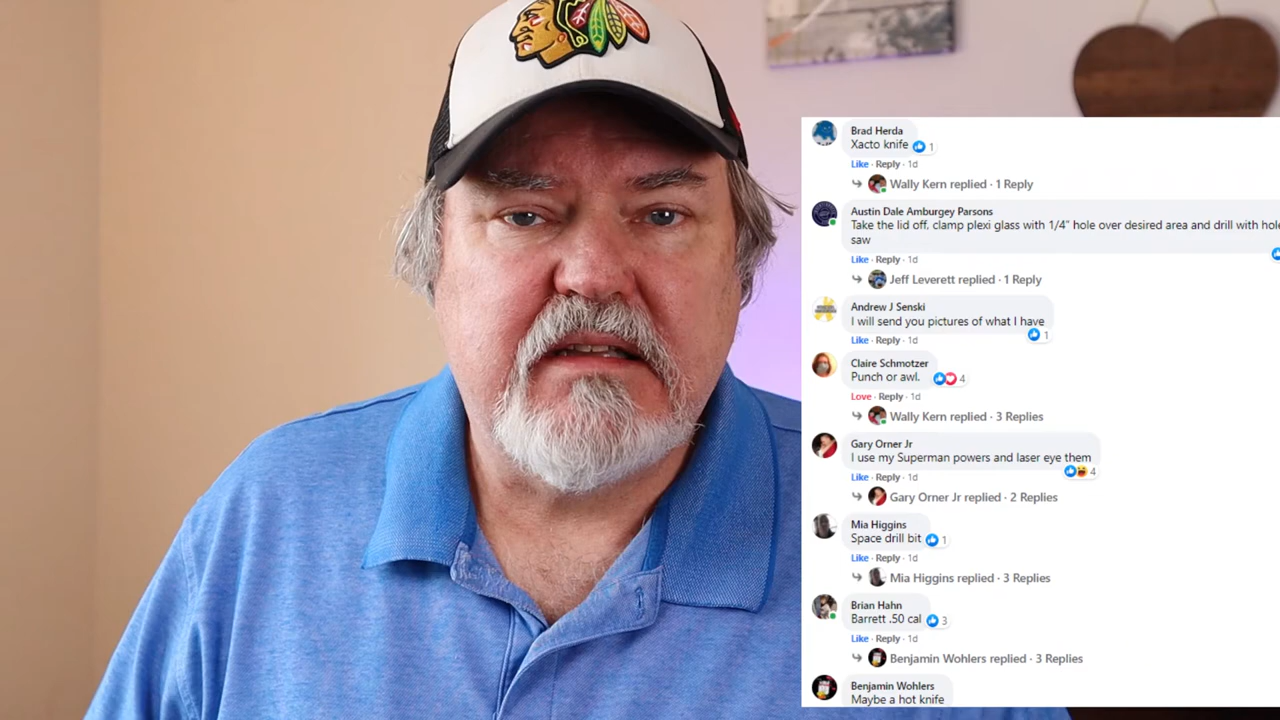 Brad Herda
Xacto knife 1
Like · Reply · 1d
Wally Kern replied · 1 Reply
Austin Dale Amburgey Parsons
Take the lid off, clamp plexi glass with 1/4" hole over desired area and drill with hole
saw
Like · Reply · 1d
Jeff Leverett replied · 1 Reply
Andrew J Senski
I will send you pictures of what I have
1
Like · Reply · 1d
Claire Schmotzer
Punch or awl. 4
Love · Reply · 1d
Wally Kern replied · 3 Replies
Gary Orner Jr
I use my Superman powers and laser eye them
4
Like · Reply · 1d
Gary Orner Jr replied · 2 Replies
Mia Higgins
Space drill bit 1
Like · Reply · 1d
Mia Higgins replied · 3 Replies
Brian Hahn
Barrett .50 cal 3
Like · Reply · 1d
Benjamin Wohlers replied · 3 Replies
Benjamin Wohlers
Maybe a hot knife